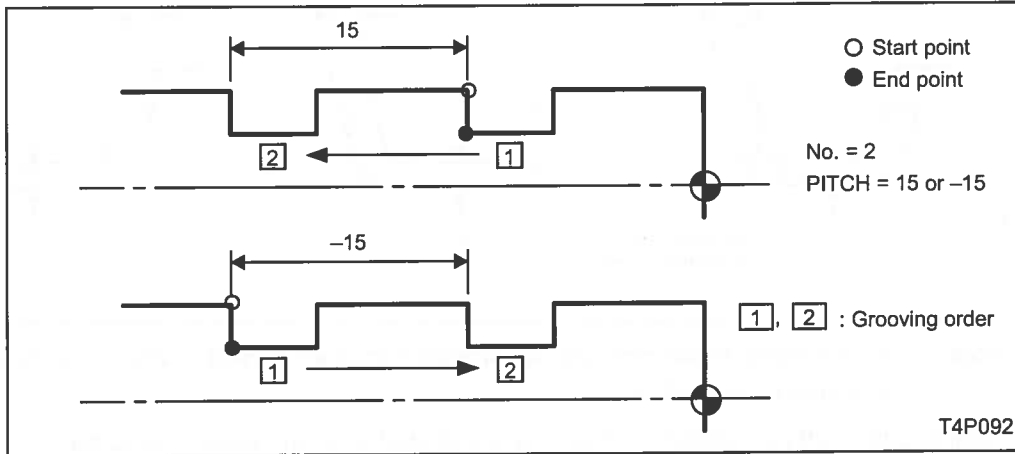 15
Start point
End point
2
1
No. = 2
PITCH = 15 or –15
–15
1, 2 : Grooving order
1
2
T4P092